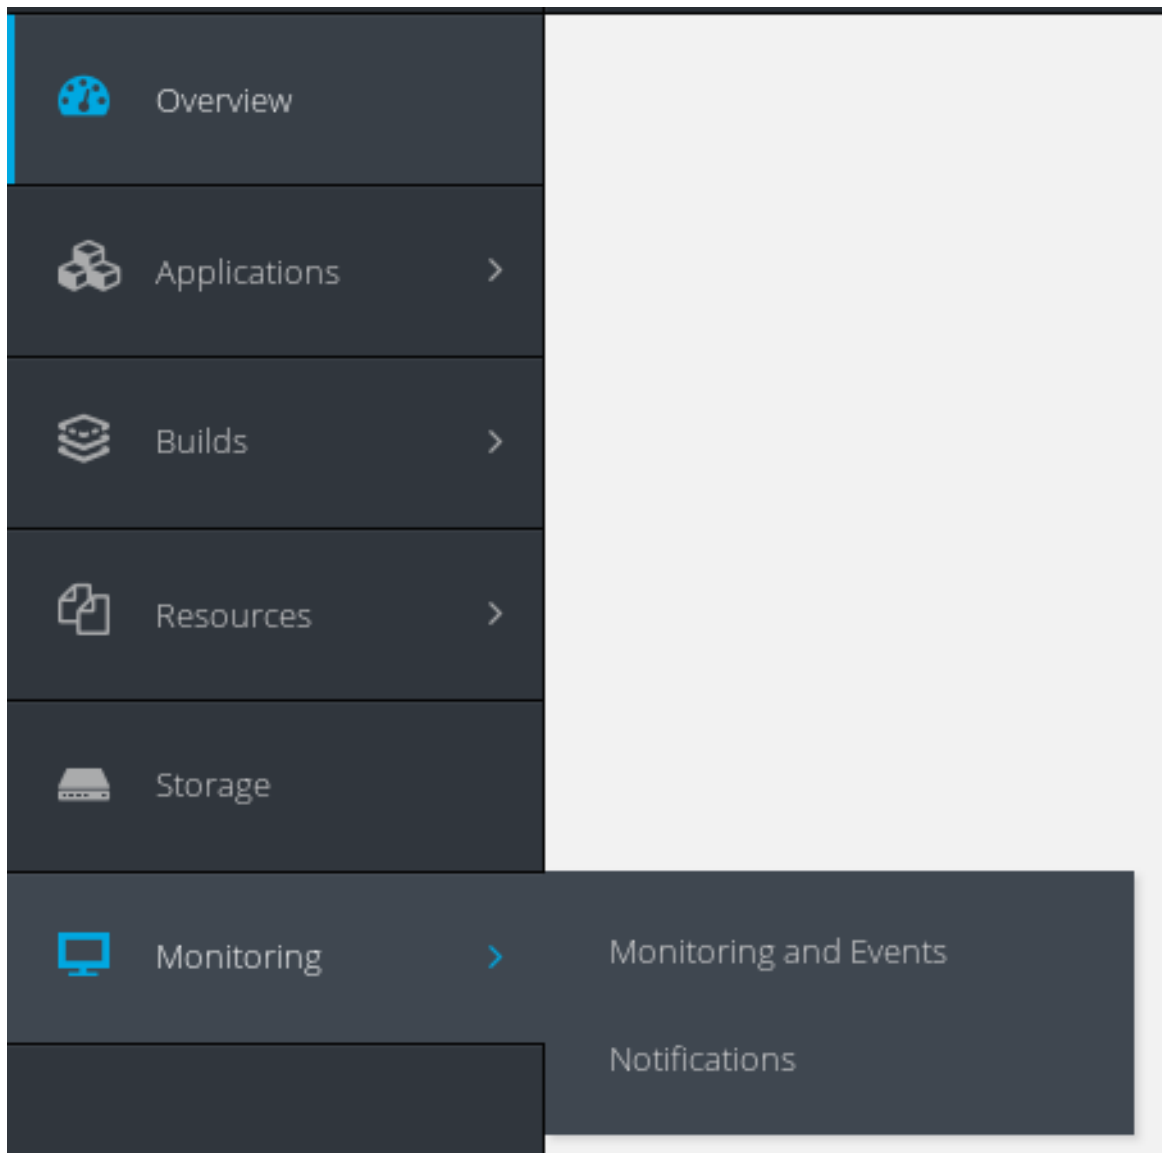 Overview
Applications
Builds
Resources
Storage
Monitoring
Monitoring and Events
Notifications